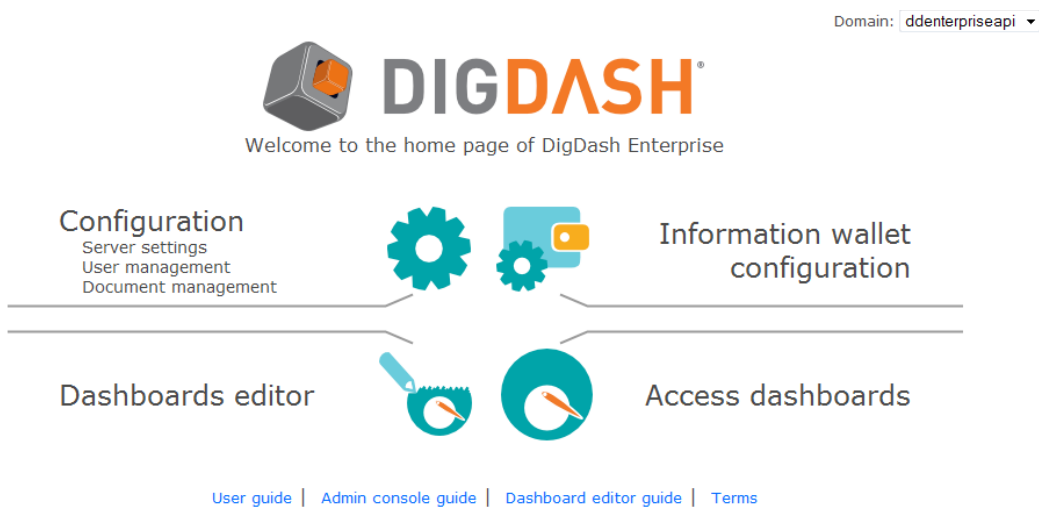 Domain: ddenterpriseapi
DIGDASH®
Welcome to the home page of DigDash Enterprise
Configuration
Server settings
User management
Document management
Information wallet
configuration
Dashboards editor
Access dashboards
User guide | Admin console guide | Dashboard editor guide | Terms